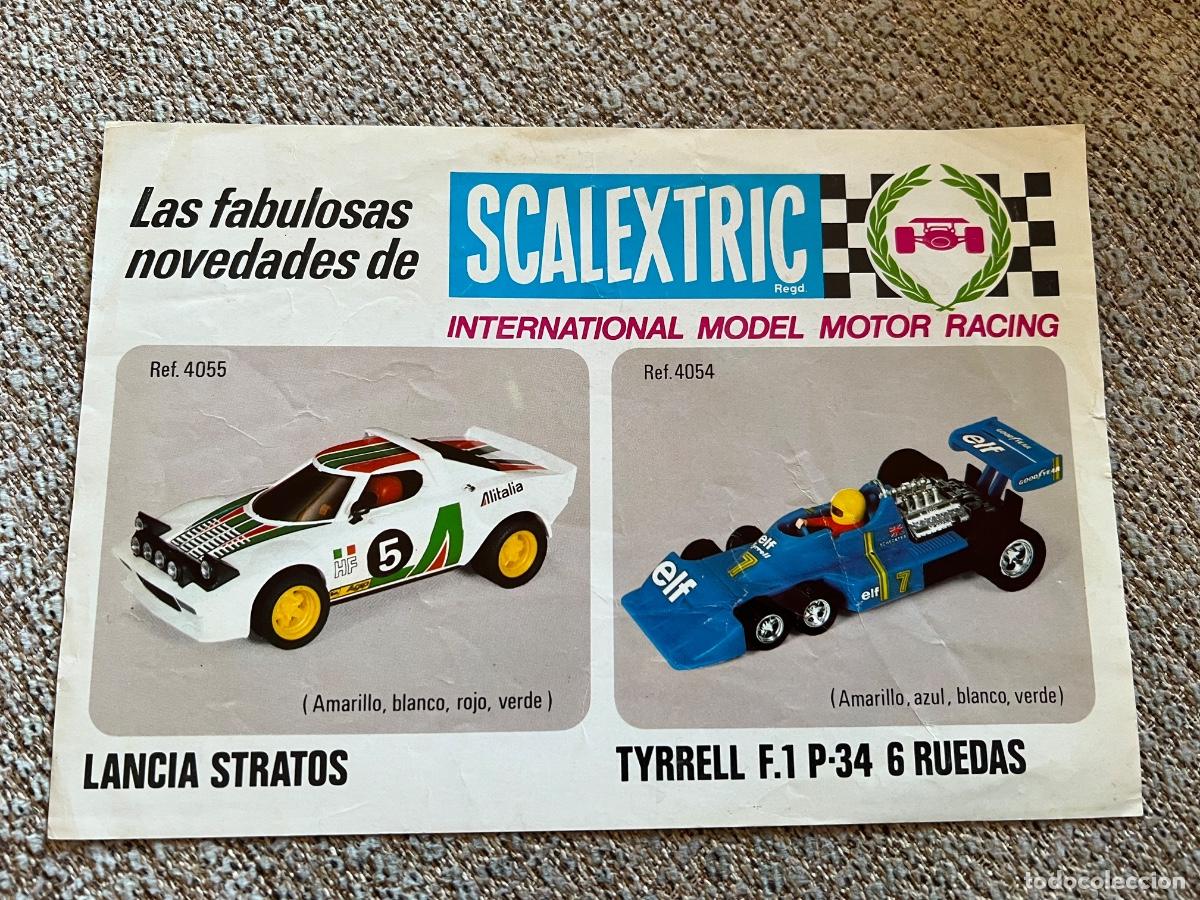 Las fabulosas
novedades de
SCALEXTRIC
Regd.
INTERNATIONAL MODEL MOTOR RACING
Ref. 4055
Alitalia
5
HF
(Amarillo, blanco, rojo, verde)
LANCIA STRATOS
Ref. 4054
GOODYEAR
elf
GOODYEAR
elf
tyrrell
7
elf
elf
7
(Amarillo, azul, blanco, verde)
TYRRELL F.1 P-34 6 RUEDAS
todocoleccion